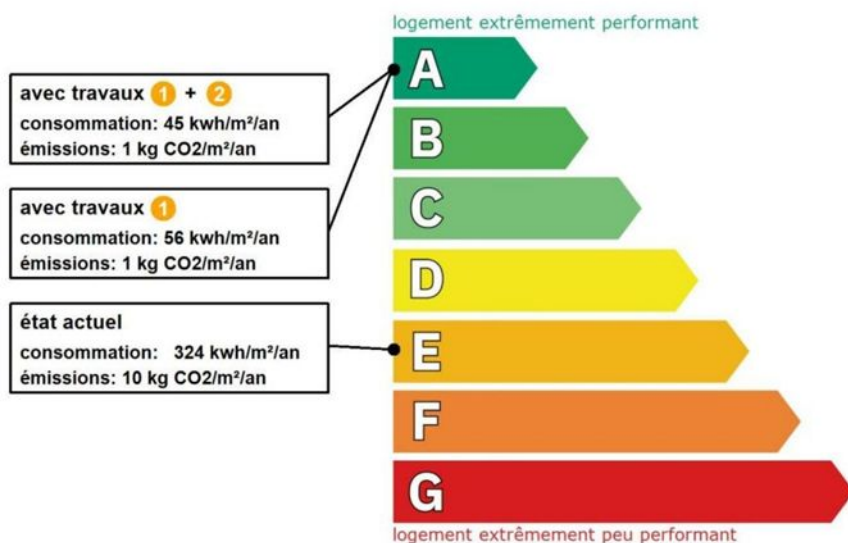 logement extrêmement performant
avec travaux 1 + 2
consommation: 45 kwh/m²/an
émissions: 1 kg CO2/m²/an
avec travaux 1
consommation: 56 kwh/m²/an
émissions: 1 kg CO2/m²/an
état actuel
consommation: 324 kwh/m²/an
émissions: 10 kg CO2/m²/an
A
B
C
D
E
F
G
logement extrêmement peu performant